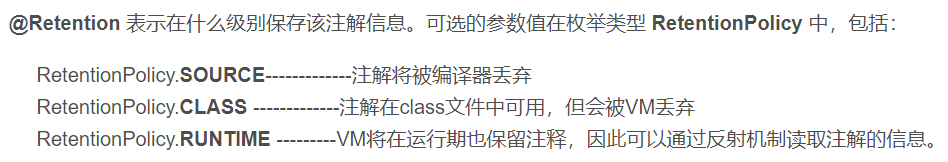 @Retention 表示在什么级别保存该注解信息。可选的参数值在枚举类型 RetentionPolicy 中，包括：
RetentionPolicy.SOURCE-------------注解将被编译器丢弃
RetentionPolicy.CLASS -------------注解在class文件中可用，但会被VM丢弃
RetentionPolicy.RUNTIME ---------VM将在运行期也保留注释，因此可以通过反射机制读取注解的信息。